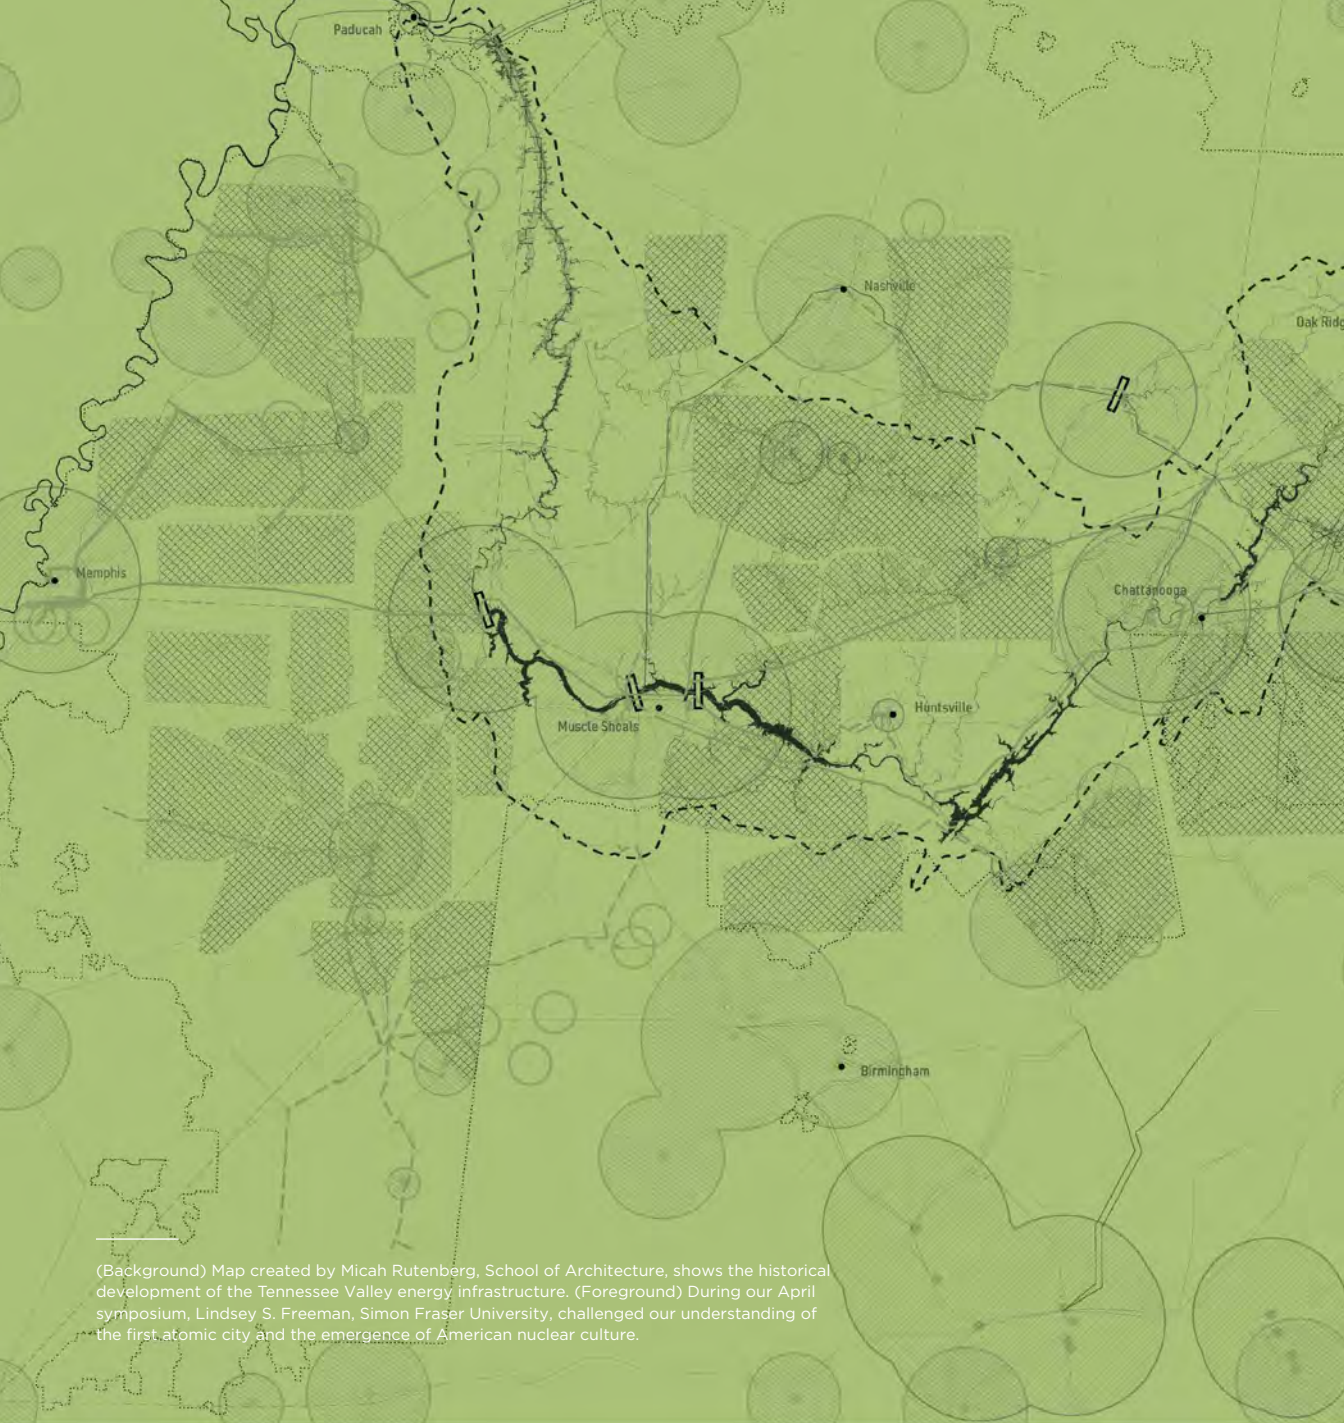 Paducah
Nashville
Oak Ridg
Memphis
Chattanooga
Huntsville
Muscle Shoals
Birmingham
(Background) Map created by Micah Rutenberg, School of Architecture, shows the historical
development of the Tennessee Valley energy infrastructure. (Foreground) During our April
symposium, Lindsey S. Freeman, Simon Fraser University, challenged our understanding of
the first atomic city and the emergence of American nuclear culture.